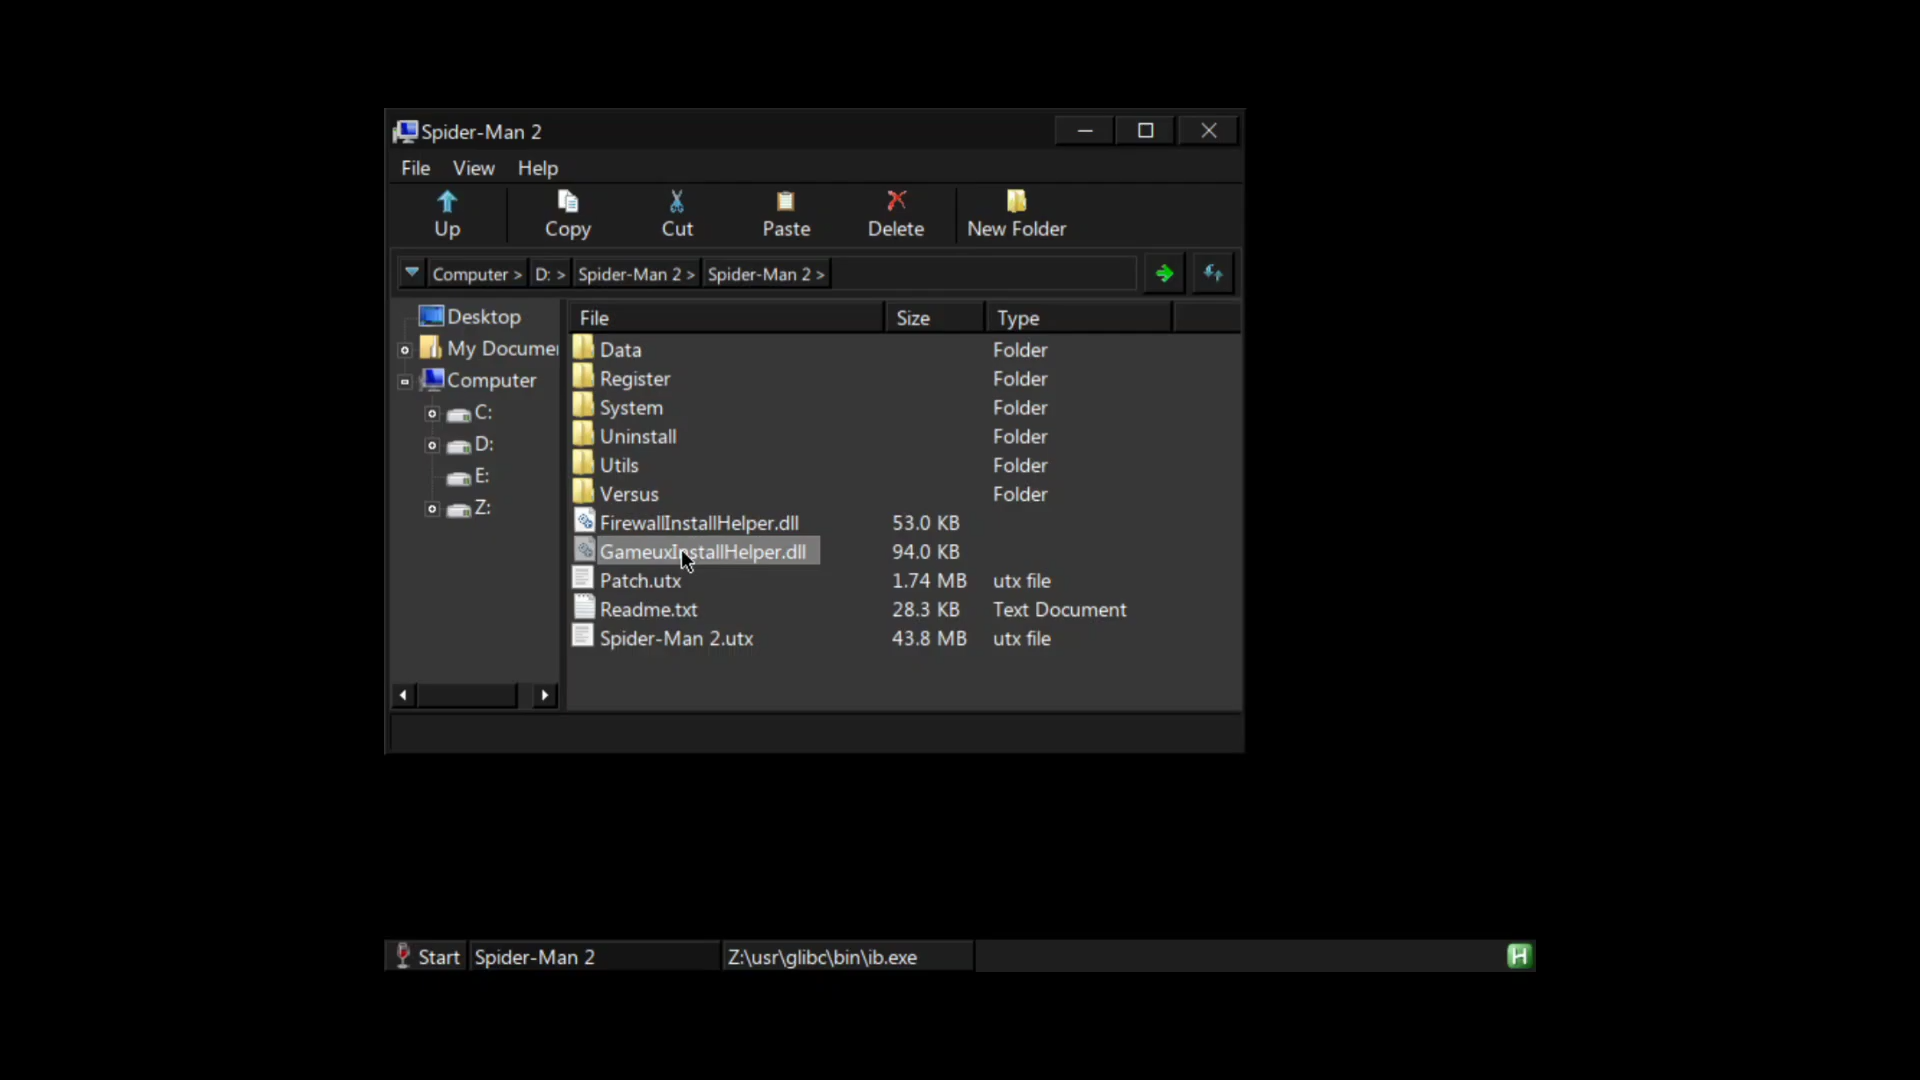 Spider-Man 2
File View Help
Up Copy Cut Paste Delete New Folder
Computer > D: > Spider-Man 2 > Spider-Man 2 >
Desktop
My Docume
Computer
C:
D:
E:
Z:
File Size Type
Data Folder
Register Folder
System Folder
Uninstall Folder
Utils Folder
Versus Folder
FirewallInstallHelper.dll 53.0 KB
GameuxInstallHelper.dll 94.0 KB
Patch.utx 1.74 MB utx file
Readme.txt 28.3 KB Text Document
Spider-Man 2.utx 43.8 MB utx file
Start Spider-Man 2 Z:\usr\glibc\bin\ib.exe H